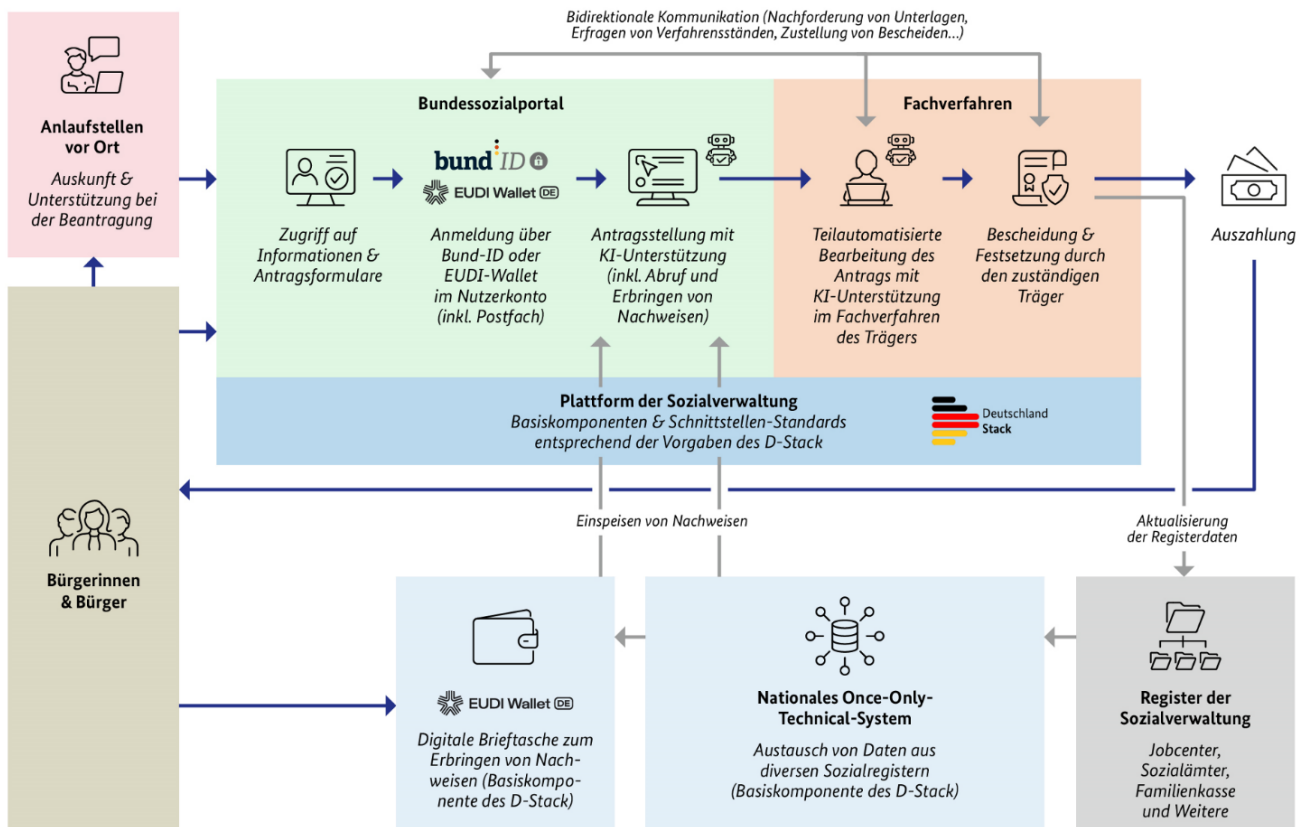 Bidirektionale Kommunikation (Nachforderung von Unterlagen,
Erfragen von Verfahrensständen, Zustellung von Bescheiden...)
Anlaufstellen
vor Ort
Auskunft &
Unterstützung bei
der Beantragung
Bundessozialportal
Zugriff auf
Informationen &
Antragsformulare
bund ID
EUDI Wallet DE
Anmeldung über
Bund-ID oder
EUDI-Wallet
im Nutzerkonto
(inkl. Postfach)
Antragsstellung mit
KI-Unterstützung
(inkl. Abruf und
Erbringen von
Nachweisen)
Fachverfahren
Teilautomatisierte
Bearbeitung des
Antrags mit
KI-Unterstützung
im Fachverfahren
des Trägers
Bescheidung &
Festsetzung durch
den zuständigen
Träger
Auszahlung
Plattform der Sozialverwaltung
Basiskomponenten & Schnittstellen-Standards
entsprechend der Vorgaben des D-Stack
Deutschland
Stack
Einspeisen von Nachweisen
Aktualisierung
der Registerdaten
Bürgerinnen
& Bürger
EUDI Wallet DE
Digitale Brieftasche zum
Erbringen von Nach-
weisen (Basiskompo-
nente des D-Stack)
Nationales Once-Only-
Technical-System
Austausch von Daten aus
diversen Sozialregistern
(Basiskomponente des D-Stack)
Register der
Sozialverwaltung
Jobcenter,
Sozialämter,
Familienkasse
und Weitere